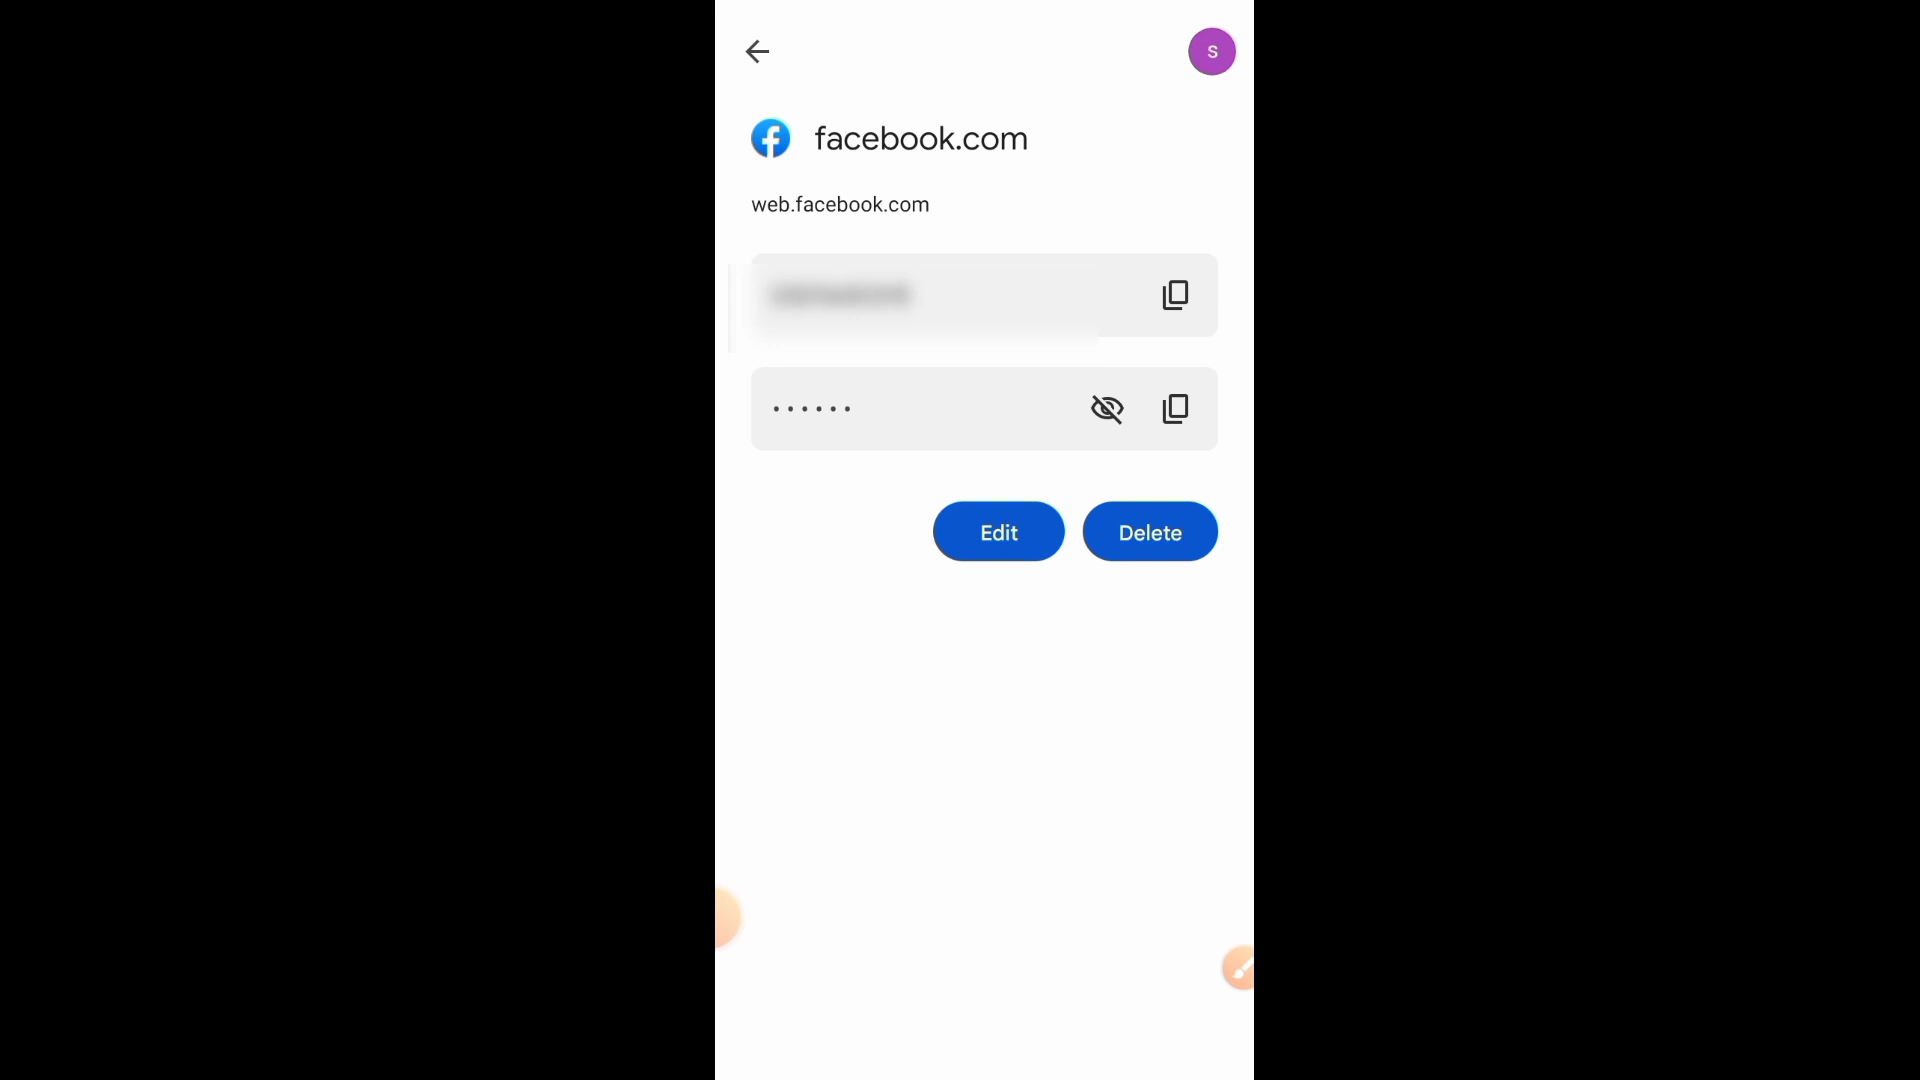 S
facebook.com
web.facebook.com
••••••
Edit
Delete